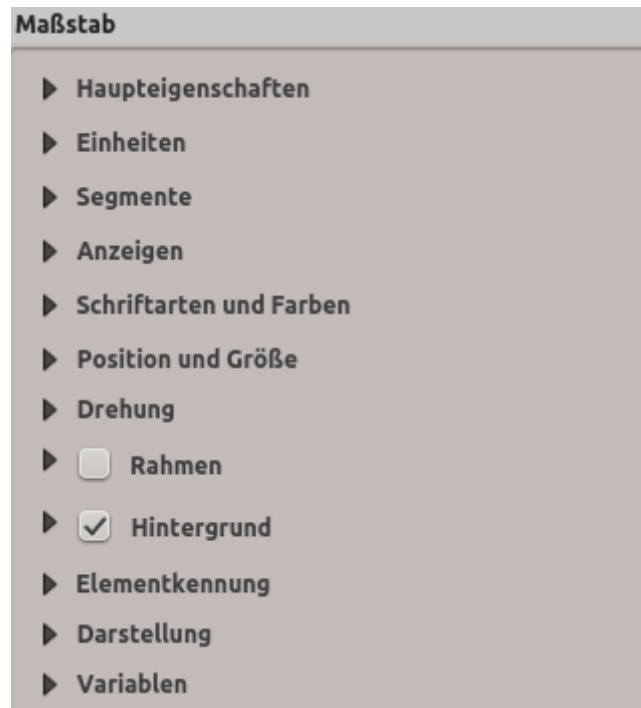 Maßstab
Haupteigenschaften
Einheiten
Segmente
Anzeigen
Schriftarten und Farben
Position und Größe
Drehung
Rahmen
Hintergrund
Elementkennung
Darstellung
Variablen